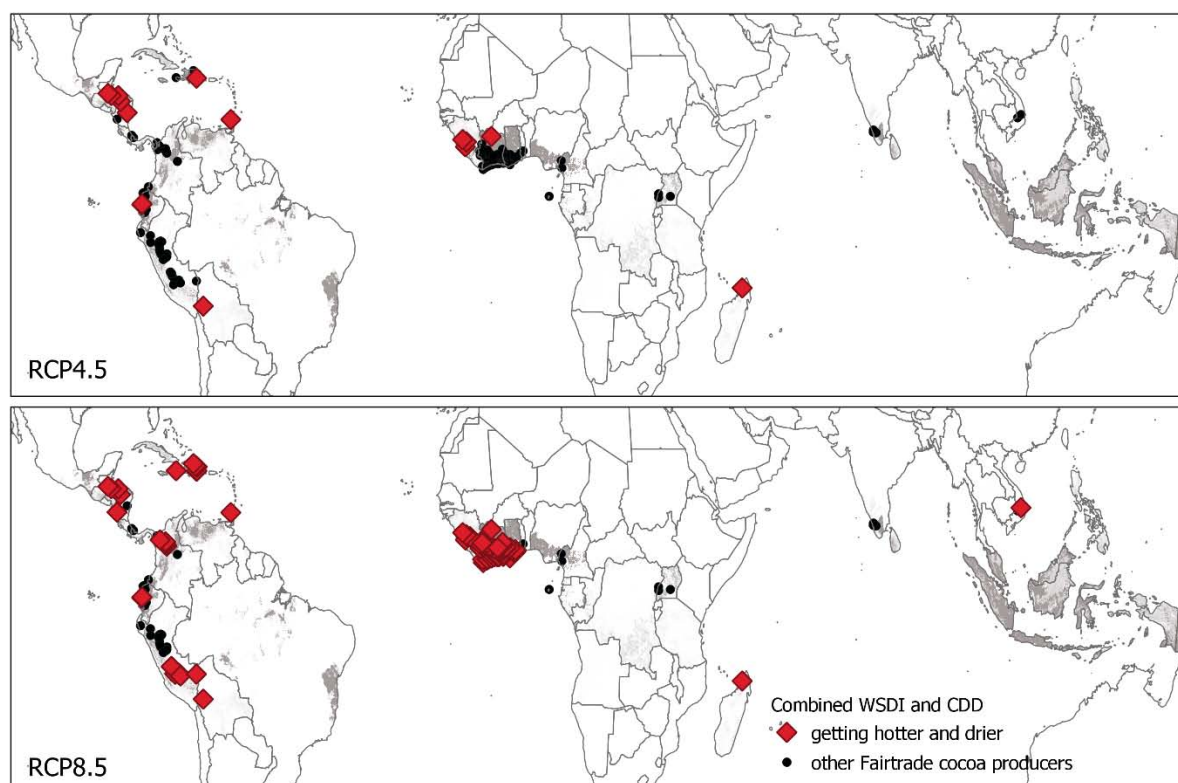 RCP4.5
Combined WSDI and CDD
getting hotter and drier
other Fairtrade cocoa producers
RCP8.5